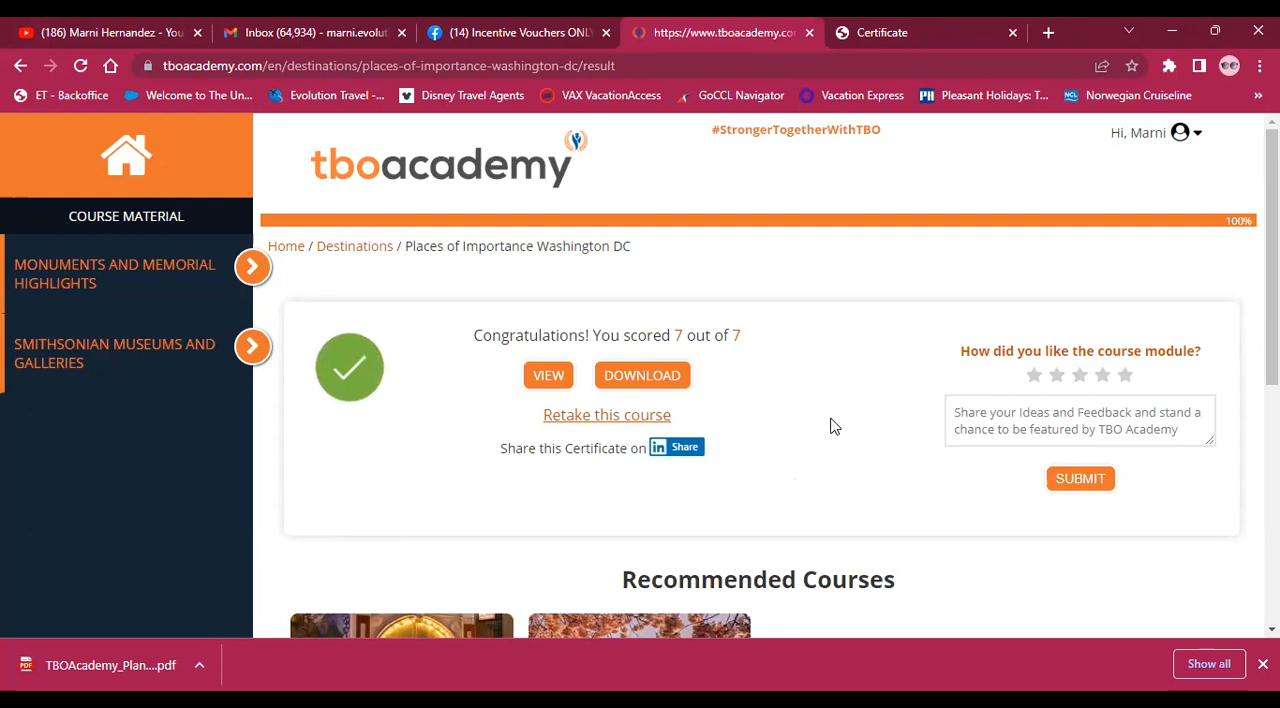 (186) Marni Hernandez - You
Inbox (64,934) - marni.evolut
(14) Incentive Vouchers ONL
https://www.tboacademy.co
Certificate
tboacademy.com/en/destinations/places-of-importance-washington-dc/result
ET - Backoffice
Welcome to The Un...
Evolution Travel -...
Disney Travel Agents
VAX VacationAccess
GoCCL Navigator
Vacation Express
Pleasant Holidays: T...
Norwegian Cruiseline
»
#StrongerTogetherWithTBO
Hi, Marni
tboacademy
COURSE MATERIAL
100%
Home / Destinations / Places of Importance Washington DC
MONUMENTS AND MEMORIAL
HIGHLIGHTS
SMITHSONIAN MUSEUMS AND
GALLERIES
Congratulations! You scored 7 out of 7
VIEW
DOWNLOAD
Retake this course
Share this Certificate on in Share
How did you like the course module?
Share your Ideas and Feedback and stand a
chance to be featured by TBO Academy
SUBMIT
Recommended Courses
PDF
TBOAcademy_Plan....pdf
Show all